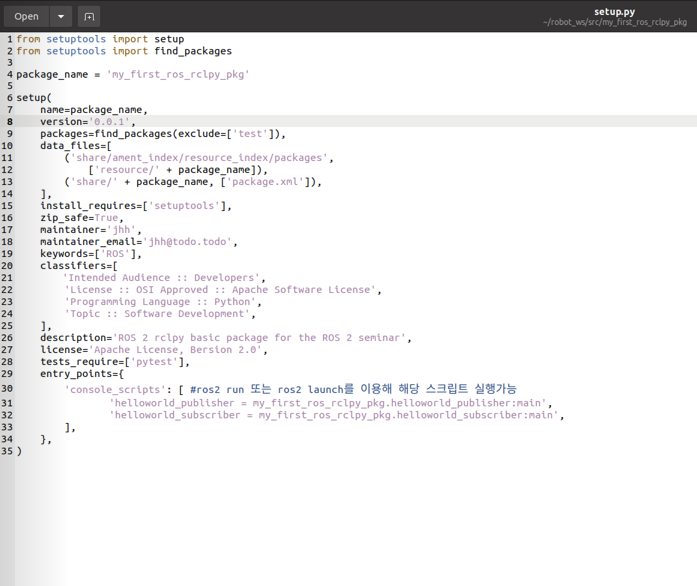 Open
setup.py
~/robot_ws/src/my_first_ros_rclpy_pkg
1 from setuptools import setup
2 from setuptools import find_packages
3
4 package_name = 'my_first_ros_rclpy_pkg'
5
6 setup(
7     name=package_name,
8     version='0.0.1',
9     packages=find_packages(exclude=['test']),
10     data_files=[
11         ('share/ament_index/resource_index/packages',
12             ['resource/' + package_name]),
13         ('share/' + package_name, ['package.xml']),
14     ],
15     install_requires=['setuptools'],
16     zip_safe=True,
17     maintainer='jhh',
18     maintainer_email='jhh@todo.todo',
19     keywords=['ROS'],
20     classifiers=[
21         'Intended Audience :: Developers',
22         'License :: OSI Approved :: Apache Software License',
23         'Programming Language :: Python',
24         'Topic :: Software Development',
25     ],
26     description='ROS 2 rclpy basic package for the ROS 2 seminar',
27     license='Apache License, Bersion 2.0',
28     tests_require=['pytest'],
29     entry_points={
30         'console_scripts': [ #ros2 run 또는 ros2 launch를 이용해 해당 스크립트 실행가능
31                 'helloworld_publisher = my_first_ros_rclpy_pkg.helloworld_publisher:main',
32                 'helloworld_subscriber = my_first_ros_rclpy_pkg.helloworld_subscriber:main',
33         ],
34     },
35 )